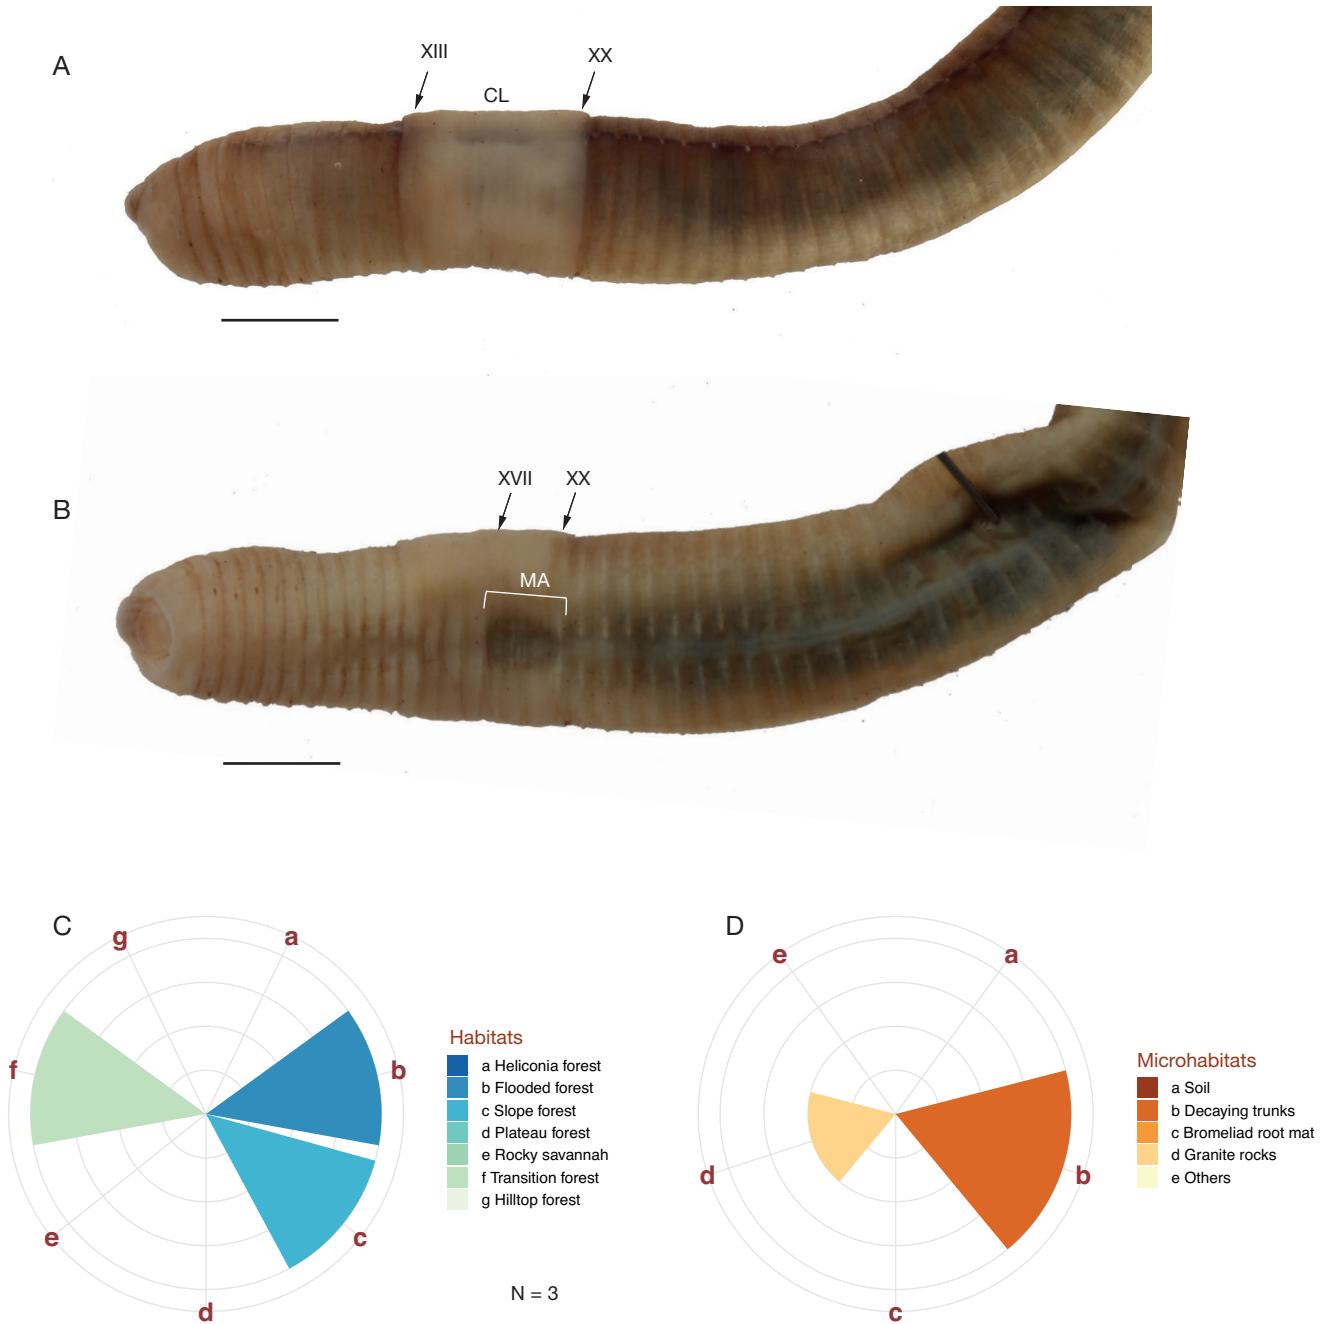 A
XIII
CL
XX
B
XVII
XX
MA
C
g
a
f
b
e
c
d
Habitats
a Heliconia forest
b Flooded forest
c Slope forest
d Plateau forest
e Rocky savannah
f Transition forest
g Hilltop forest
N = 3
D
e
a
d
b
c
Microhabitats
a Soil
b Decaying trunks
c Bromeliad root mat
d Granite rocks
e Others